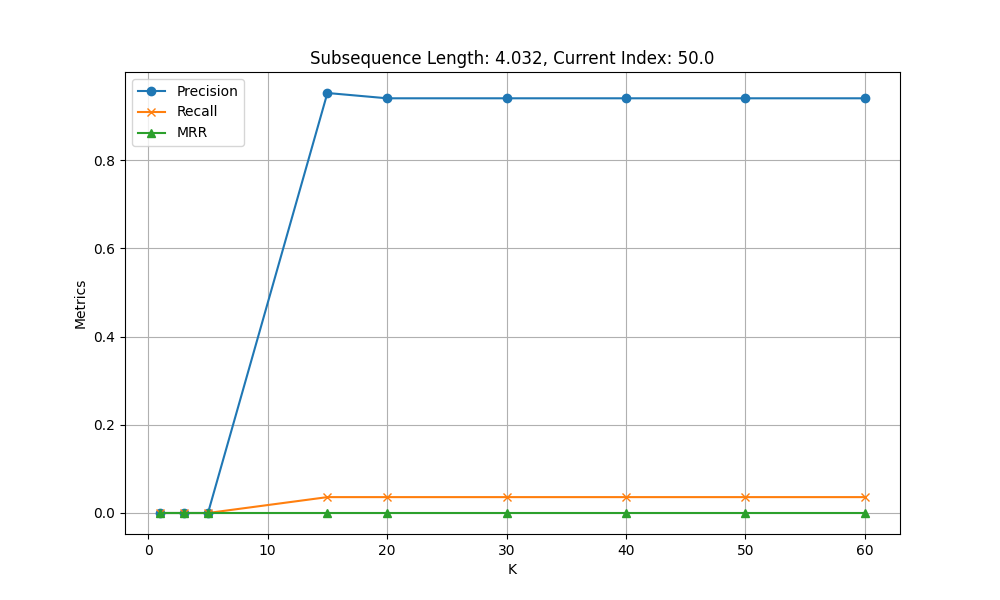 Subsequence Length: 4.032, Current Index: 50.0
Precision
Recall
MRR
0.8
0.6
0.4
0.2
0.0
Metrics
0 10 20 30 40 50 60
K